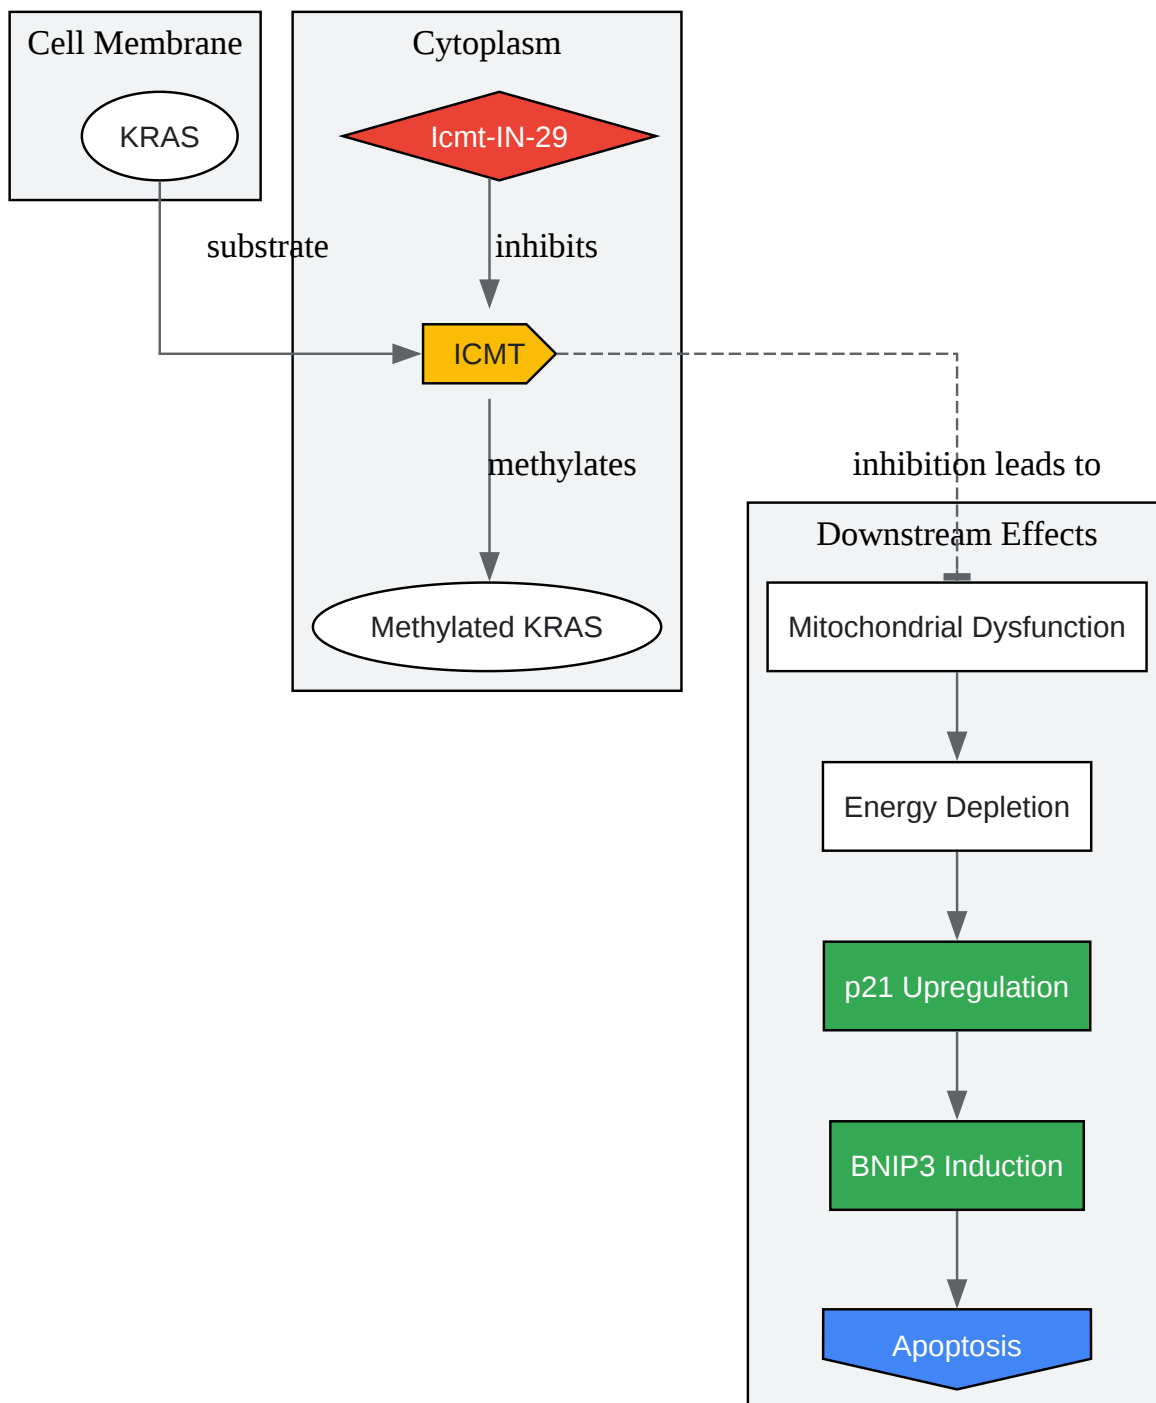 Cell Membrane
Cytoplasm
KRAS
Icmt-IN-29
substrate
inhibits
ICMT
methylates
inhibition leads to
Downstream Effects
Methylated KRAS
Mitochondrial Dysfunction
Energy Depletion
p21 Upregulation
BNIP3 Induction
Apoptosis